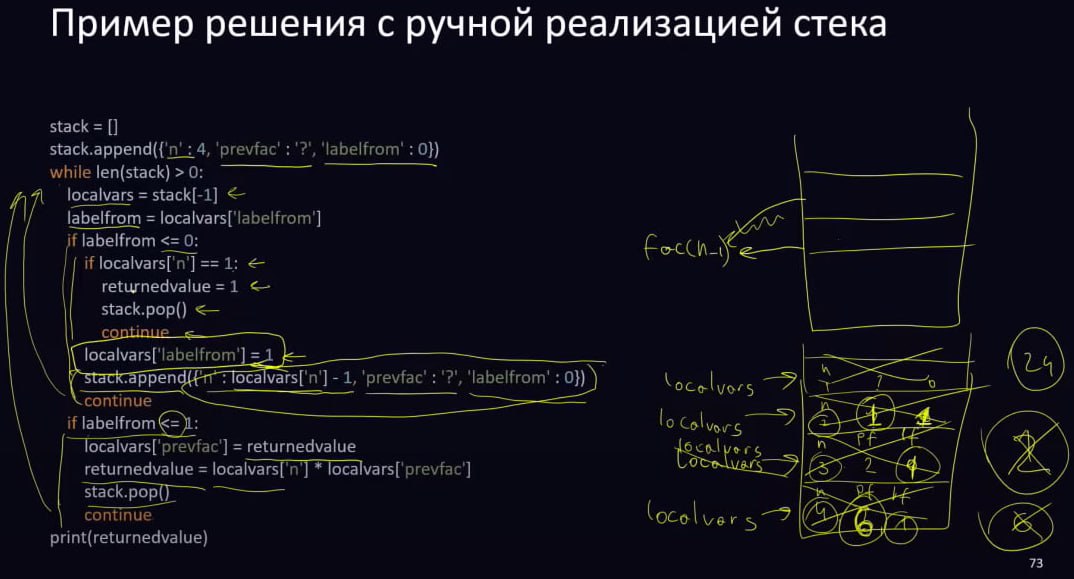 Пример решения с ручной реализацией стека
stack = []
stack.append({'n' : 4, 'prevfac' : '?', 'labelfrom' : 0})
while len(stack) > 0:
localvars = stack[-1]
labelfrom = localvars['labelfrom']
if labelfrom <= 0:
if localvars['n'] == 1:
returnedvalue = 1
stack.pop()
continue
localvars['labelfrom'] = 1
stack.append({'n' : localvars['n'] - 1, 'prevfac' : '?', 'labelfrom' : 0})
continue
if labelfrom <= 1:
localvars['prevfac'] = returnedvalue
returnedvalue = localvars['n'] * localvars['prevfac']
stack.pop()
continue
print(returnedvalue)
fac(n-1)
24
localvars
n
1 ? 0
localvars
n
2 1 1
localvars
localvars
n pf lf
3 2 1
2
localvars
n pf lf
4 6 1
6
73